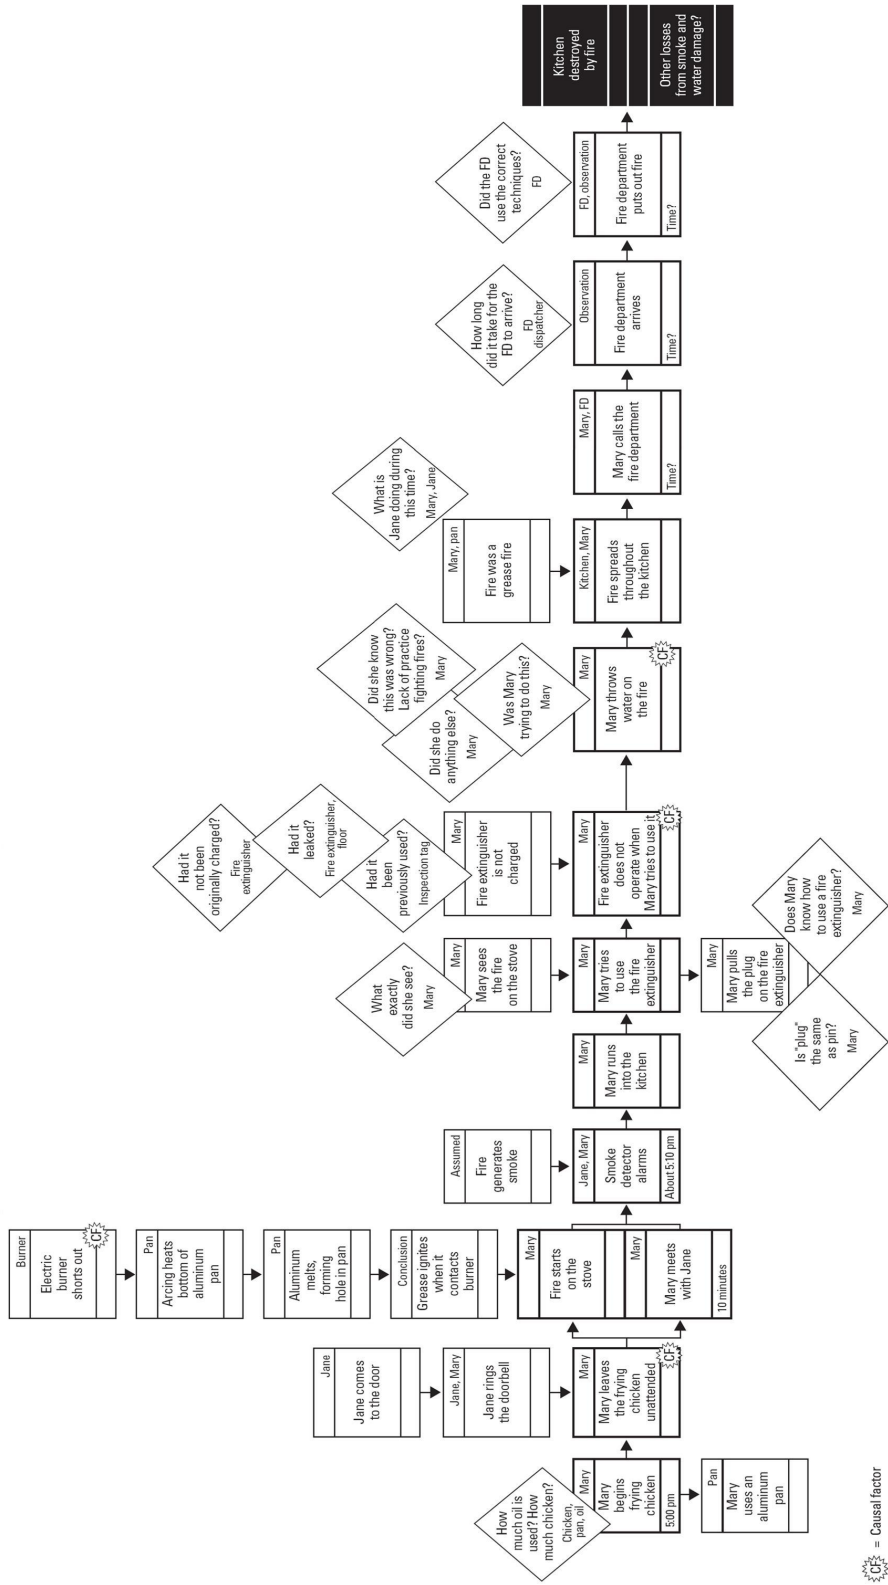 How
much oil is
used? How
much chicken?
Chicken,
pan, oil
Mary
Mary
begins
frying
chicken
5:00 pm
Pan
Mary
uses an
aluminum
pan
Jane
Jane comes
to the door
Jane, Mary
Jane rings
the doorbell
Mary
Mary leaves
the frying
chicken
unattended
CF
Burner
Electric
burner
shorts out
CF
Pan
Arcing heats
bottom of
aluminum
pan
Pan
Aluminum
melts,
forming
hole in pan
Conclusion
Grease ignites
when it
contacts
burner
Mary
Fire starts
on the
stove
Mary
Mary meets
with Jane
10 minutes
Assumed
Fire
generates
smoke
Jane, Mary
Smoke
detector
alarms
About 5:10 pm
Mary
Mary runs
into the
kitchen
What
exactly
did she see?
Mary
Mary
Mary sees
the fire
on the stove
Mary
Mary tries
to use
the fire
extinguisher
Mary
Mary pulls
the plug
on the fire
extinguisher
Is "plug"
the same
as pin?
Mary
Does Mary
know how
to use a fire
extinguisher?
Mary
Had it
not been
originally charged?
Fire
extinguisher
Had it
leaked?
Fire extinguisher,
floor
Had it
been
previously used?
Inspection tag
Mary
Fire extinguisher
is not
charged
Mary
Fire extinguisher
does not
operate when
Mary tries to use it
CF
Did she know
this was wrong?
Lack of practice
fighting fires?
Mary
Did she do
anything else?
Mary
Was Mary
trying to do this?
Mary
Mary
Mary throws
water on
the fire
CF
Mary, pan
Fire was a
grease fire
Kitchen, Mary
Fire spreads
throughout
the kitchen
What is
Jane doing during
this time?
Mary, Jane
Mary, FD
Mary calls the
fire department
Time?
How long
did it take for the
FD to arrive?
FD
dispatcher
Observation
Fire department
arrives
Time?
Did the FD
use the correct
techniques?
FD
FD, observation
Fire department
puts out fire
Time?
Kitchen
destroyed
by fire
Other losses
from smoke and
water damage?
CF = Causal factor